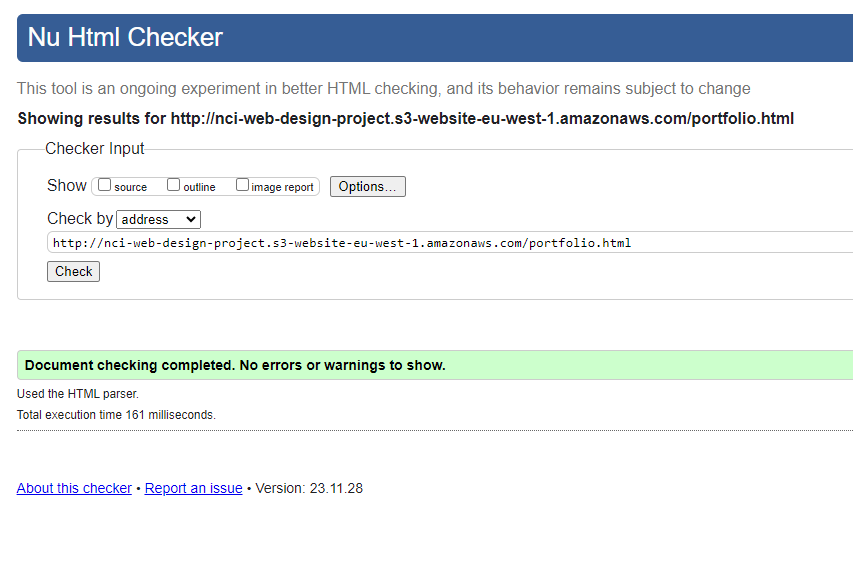 Nu Html Checker
This tool is an ongoing experiment in better HTML checking, and its behavior remains subject to change
Showing results for http://nci-web-design-project.s3-website-eu-west-1.amazonaws.com/portfolio.html
Checker Input
Show source outline image report Options...
Check by address
http://nci-web-design-project.s3-website-eu-west-1.amazonaws.com/portfolio.html
Check
Document checking completed. No errors or warnings to show.
Used the HTML parser.
Total execution time 161 milliseconds.
About this checker • Report an issue • Version: 23.11.28